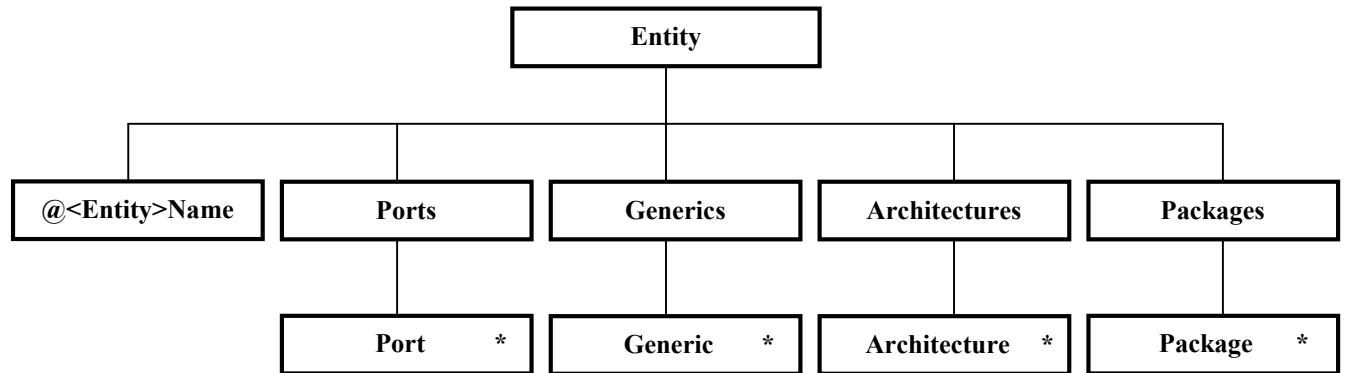 Entity
@<Entity>Name
Ports
Generics
Architectures
Packages
Port *
Generic *
Architecture *
Package *